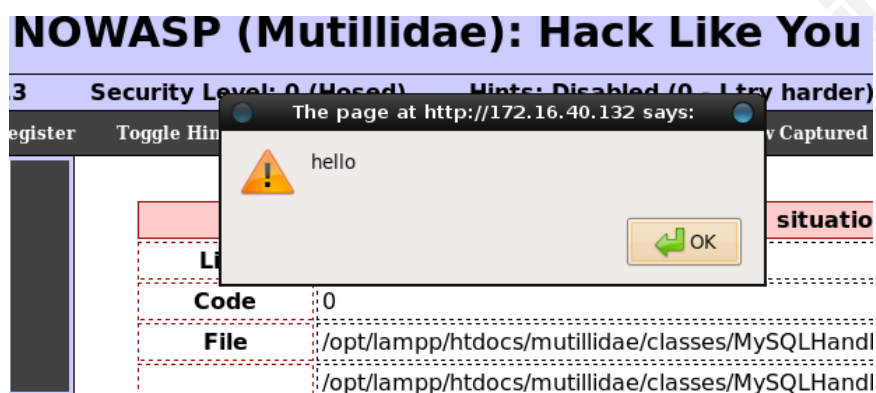 NOWASP (Mutillidae): Hack Like You
.3 Security Level: 0 (Hosed) Hints: Disabled (0 - I try harder)
egister Toggle Hin v Captured
The page at http://172.16.40.132 says:
hello
OK
situatio
Li
Code 0
File /opt/lampp/htdocs/mutillidae/classes/MySQLHandl
/opt/lampp/htdocs/mutillidae/classes/MySQLHandl